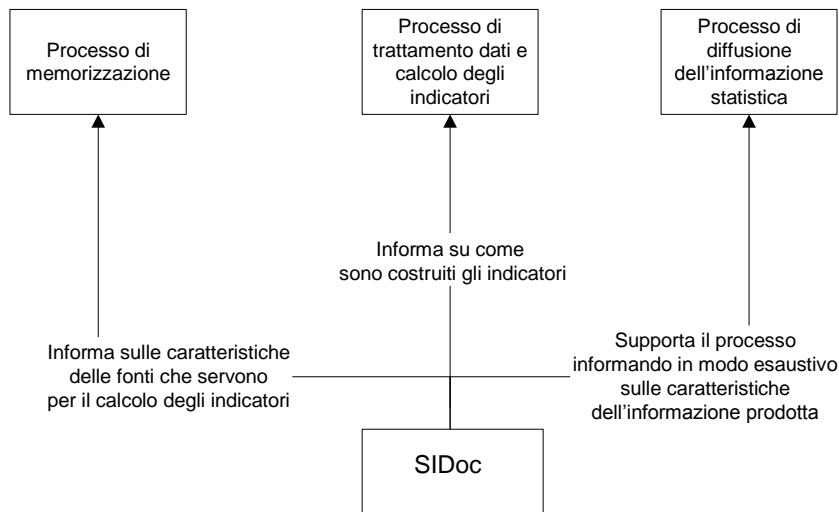 Processo di
memorizzazione
Processo di
trattamento dati e
calcolo degli
indicatori
Processo di
diffusione
dell'informazione
statistica
Informa su come
sono costruiti gli indicatori
Informa sulle caratteristiche
delle fonti che servono
per il calcolo degli indicatori
Supporta il processo
informando in modo esaustivo
sulle caratteristiche
dell'informazione prodotta
SIDoc